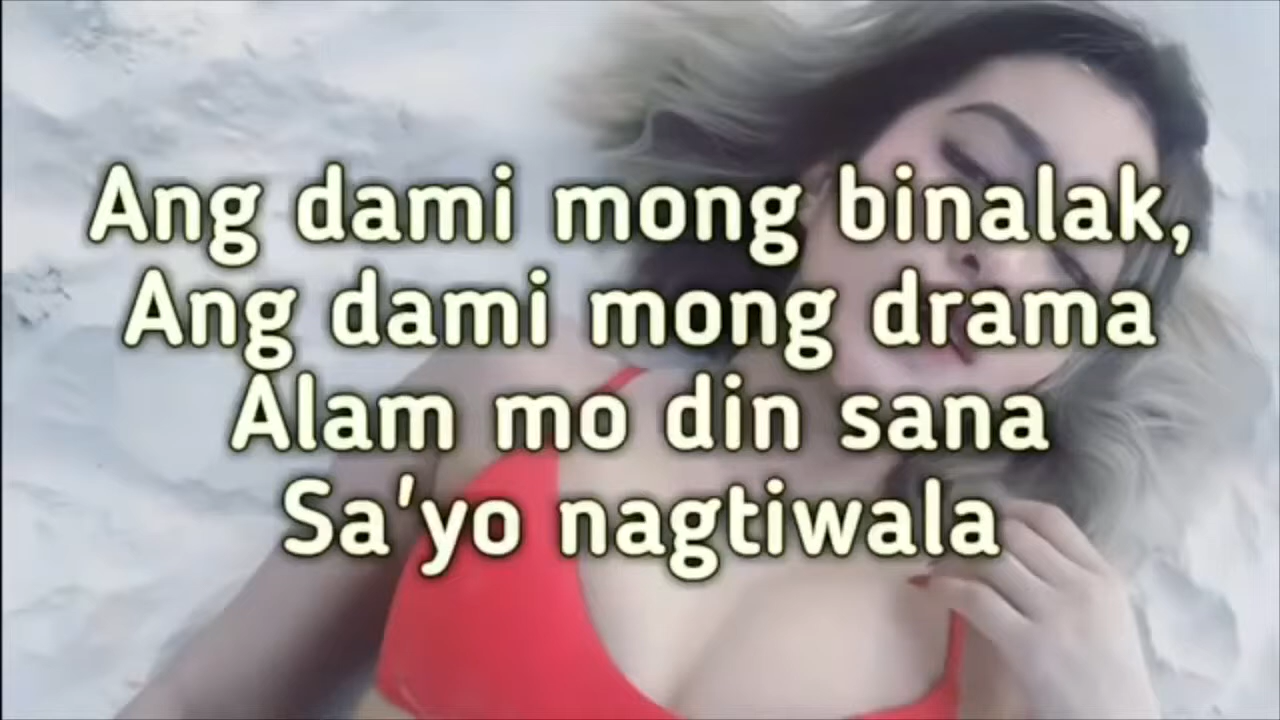 Ang dami mong binalak,
Ang dami mong drama
Alam mo din sana
Sa'yo nagtiwala